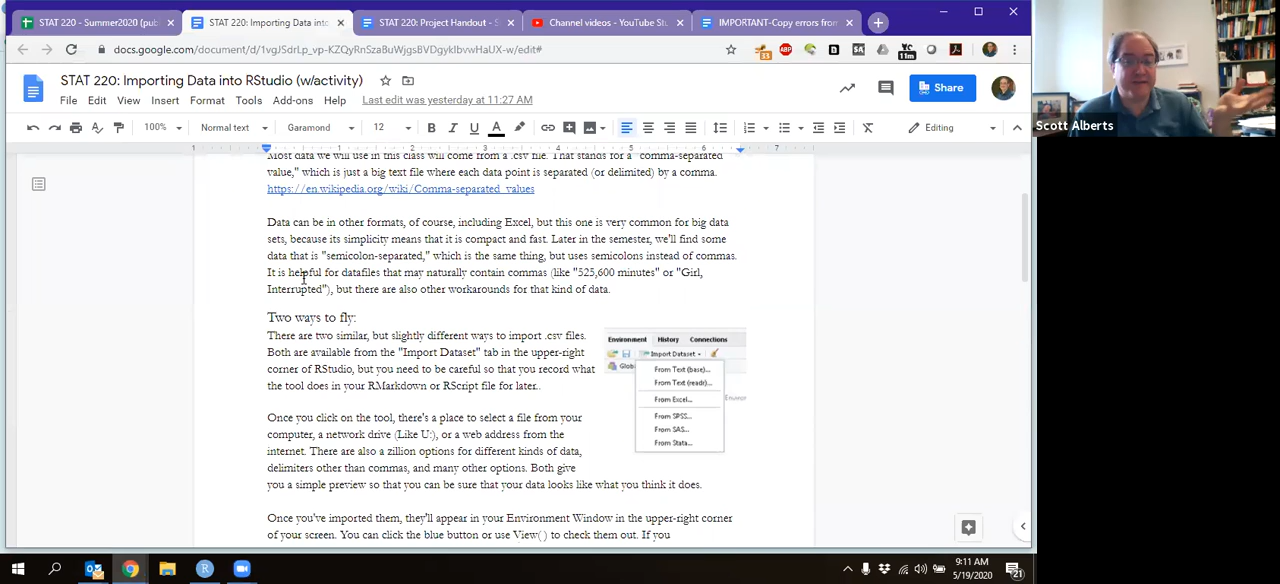 STAT 220 - Summer2020 (pu
STAT 220: Importing Data into
STAT 220: Project Handout - S
Channel videos - YouTube Stu
IMPORTANT-Copy errors from
docs.google.com/document/d/
STAT 220: Importing Data into RStudio (w/activity)
File Edit View Insert Format Tools Add-ons Help Last edit was yesterday at 11:27 AM
Share
100% Normal text Garamond B I U A Editing
1 1 2 3 4 5 6 7
Most data we will use in this class will come from a .csv file. That stands for a "comma-separated
value," which is just a big text file where each data point is separated (or delimited) by a comma.
https://en.wikipedia.org/wiki/Comma-separated_values
Data can be in other formats, of course, including Excel, but this one is very common for big data
sets, because its simplicity means that it is compact and fast. Later in the semester, we'll find some
data that is "semicolon-separated," which is the same thing, but uses semicolons instead of commas.
It is helpful for datafiles that may naturally contain commas (like "525,600 minutes" or "Girl,
Interrupted"), but there are also other workarounds for that kind of data.
Two ways to fly:
There are two similar, but slightly different ways to import .csv files.
Both are available from the "Import Dataset" tab in the upper-right
corner of RStudio, but you need to be careful so that you record what
the tool does in your RMarkdown or RScript file for later..
Environment History Connections
Import Dataset
Glob
From Text (base)...
From Text (readr)...
From Excel...
From SPSS...
From SAS...
From Stata...
Once you click on the tool, there's a place to select a file from your
computer, a network drive (Like U:), or a web address from the
internet. There are also a zillion options for different kinds of data,
delimiters other than commas, and many other options. Both give
you a simple preview so that you can be sure that your data looks like what you think it does.
Once you've imported them, they'll appear in your Environment Window in the upper-right corner
of your screen. You can click the blue button or use View( ) to check them out. If you
Scott Alberts
33
ABP
11m
9:11 AM
5/19/2020
21